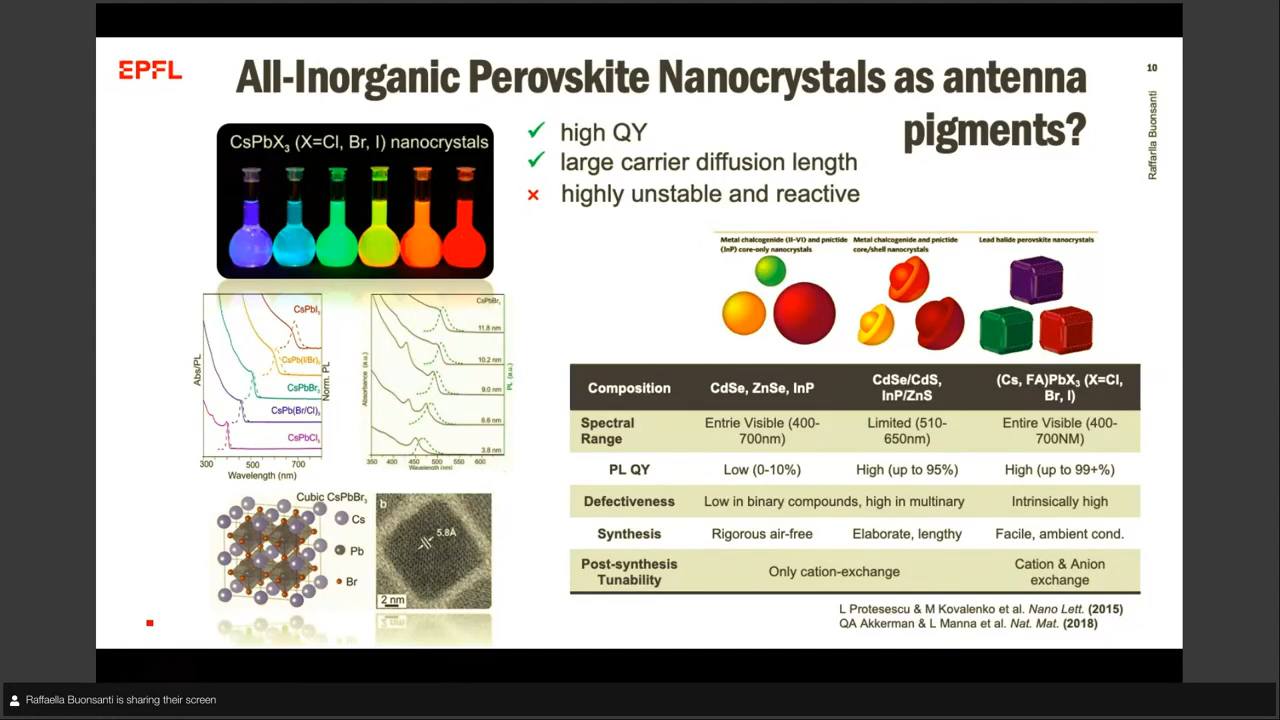 EPFL
All-Inorganic Perovskite Nanocrystals as antenna
pigments?
10
Raffarlla Buonsanti
CsPbX3 (X=Cl, Br, I) nanocrystals
✓ high QY
✓ large carrier diffusion length
× highly unstable and reactive
Abs/PL
Norm. PL
CsPbI3
CsPb(I/Br)3
CsPbBr3
CsPb(Br/Cl)3
CsPbCl3
300 500 700
Wavelength (nm)
Absorbance (a.u.)
PL (a.u.)
CsPbBr3
11.8 nm
10.2 nm
9.0 nm
6.6 nm
3.8 nm
350 400 450 500 550 600
Wavelength (nm)
Cubic CsPbBr3
Cs
Pb
Br
b
5.8Å
2 nm
Metal chalcogenide (II-VI) and pnictide
(InP) core-only nanocrystals
Metal chalcogenide and pnictide
core/shell nanocrystals
Lead halide perovskite nanocrystals
Composition CdSe, ZnSe, InP CdSe/CdS, InP/ZnS (Cs, FA)PbX3 (X=Cl, Br, I)
Spectral Range Entrie Visible (400-700nm) Limited (510-650nm) Entire Visible (400-700NM)
PL QY Low (0-10%) High (up to 95%) High (up to 99+%)
Defectiveness Low in binary compounds, high in multinary Intrinsically high
Synthesis Rigorous air-free Elaborate, lengthy Facile, ambient cond.
Post-synthesis Tunability Only cation-exchange Cation & Anion exchange
L Protesescu & M Kovalenko et al. Nano Lett. (2015)
QA Akkerman & L Manna et al. Nat. Mat. (2018)
Raffaella Buonsanti is sharing their screen